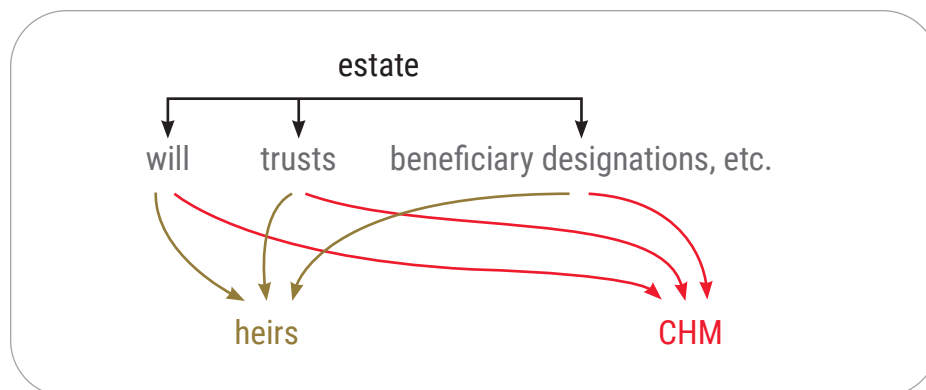 estate
will trusts beneficiary designations, etc.
heirs CHM